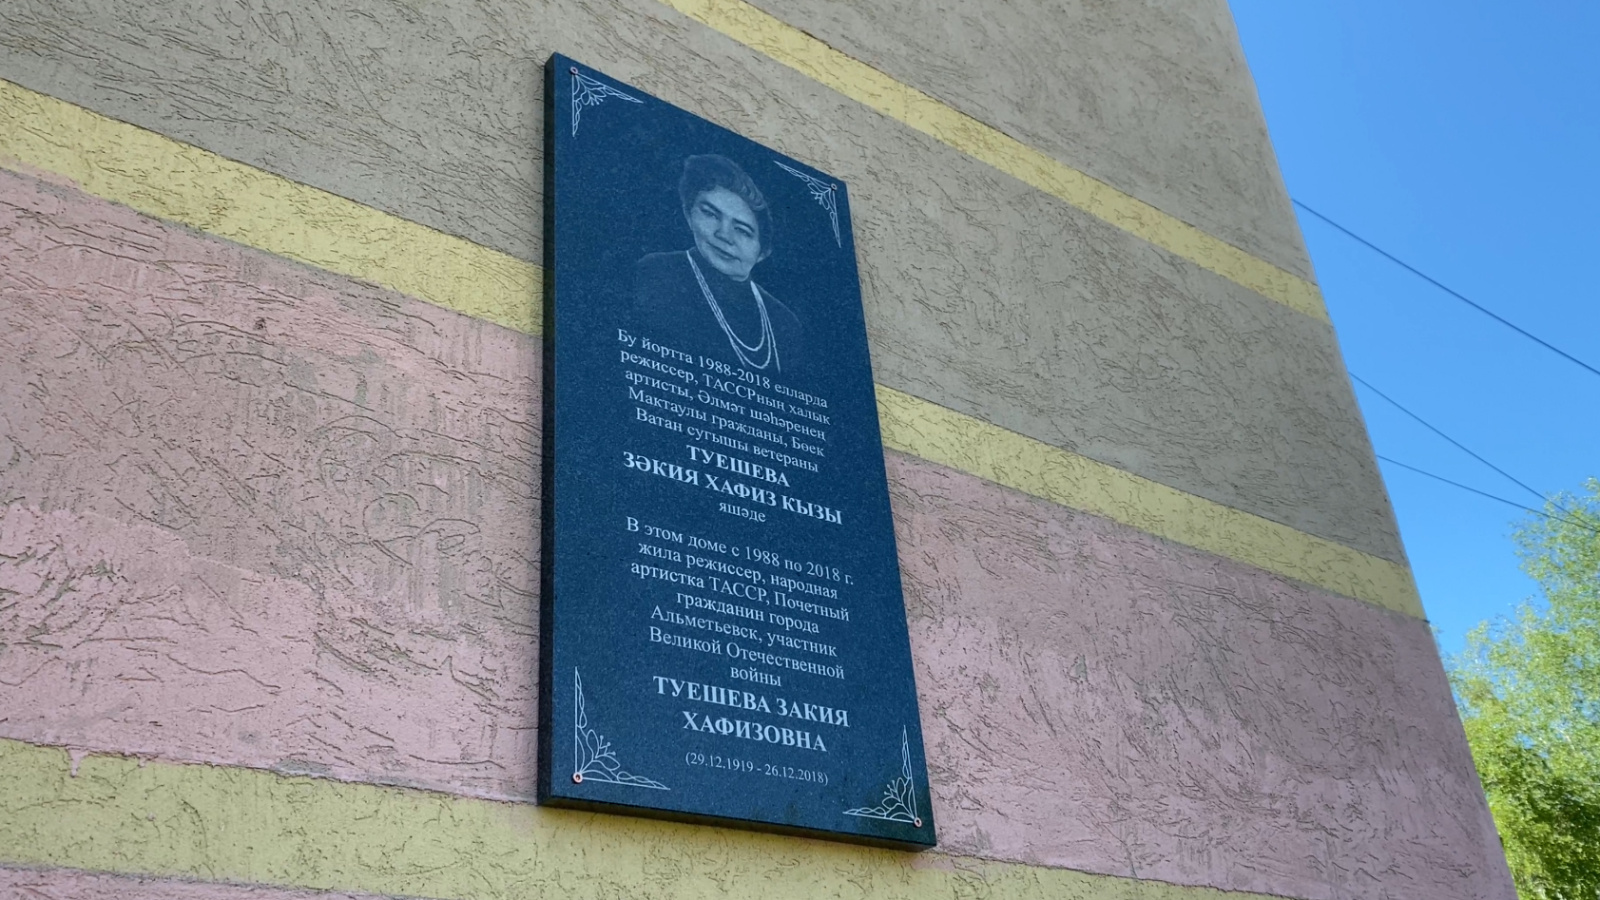 Бу йортта 1988-2018 елларда
режиссер, ТАССРның халык
артисты, Әлмәт шәһәренең
Мактаулы гражданы, Бөек
Ватан сугышы ветераны
ТУЕШЕВА
ЗӘКИЯ ХАФИЗ КЫЗЫ
яшәде
В этом доме с 1988 по 2018 г.
жила режиссер, народная
артистка ТАССР, Почетный
гражданин города
Альметьевск, участник
Великой Отечественной
войны
ТУЕШЕВА ЗАКИЯ
ХАФИЗОВНА
(29.12.1919 - 26.12.2018)